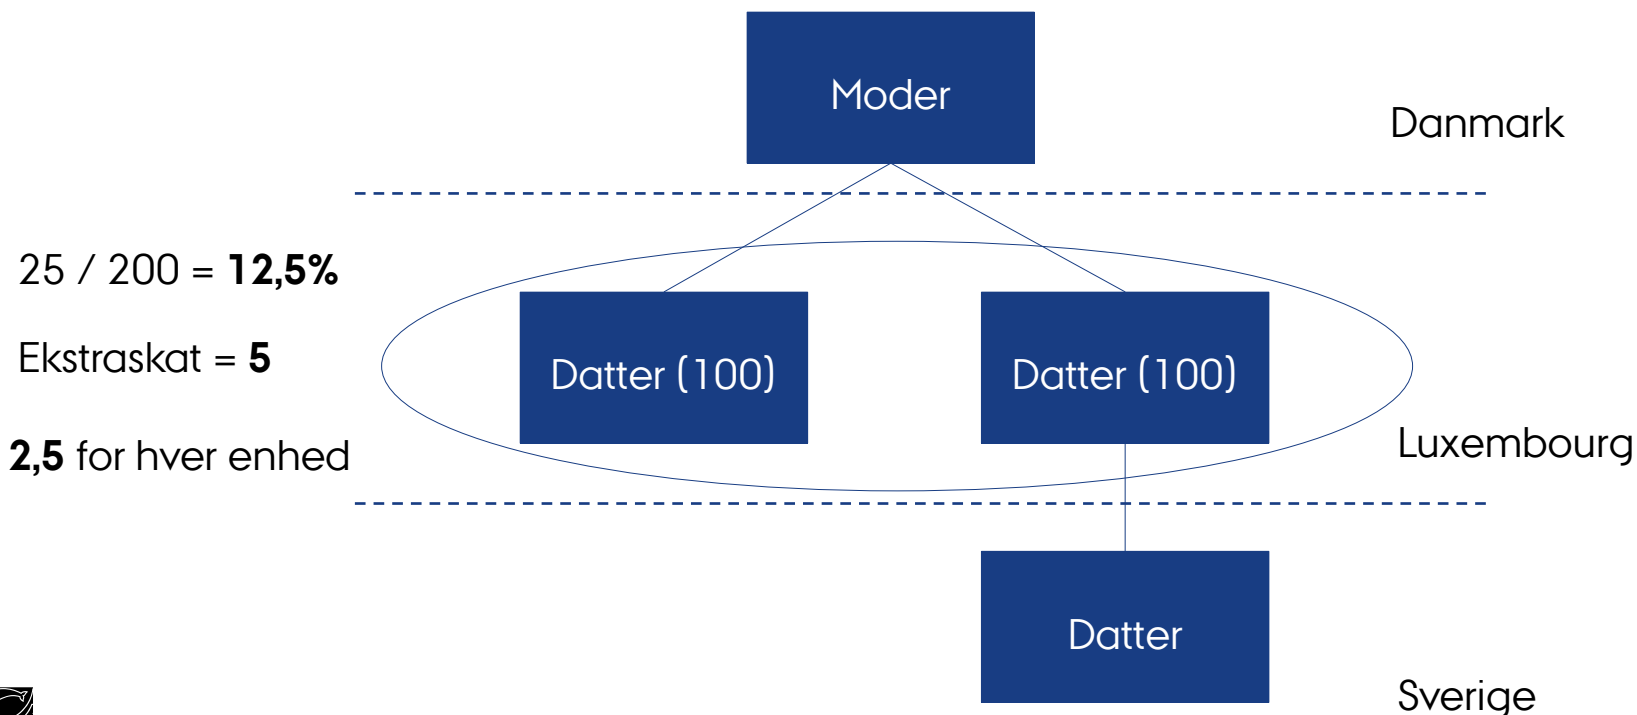 Moder
Danmark
25 / 200 = 12,5%
Ekstraskat = 5
2,5 for hver enhed
Datter (100)
Datter (100)
Luxembourg
Datter
Sverige